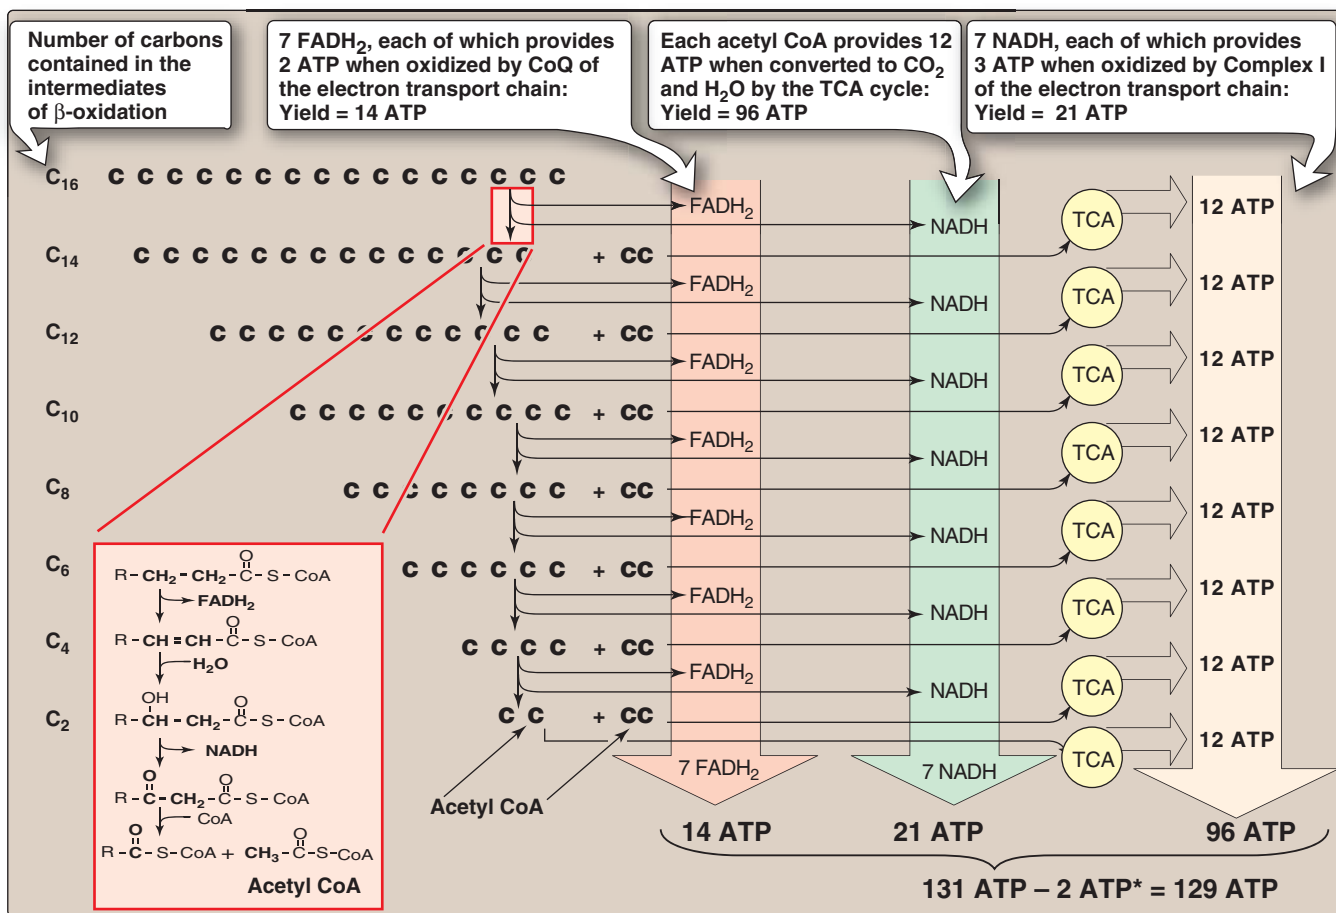 Number of carbons
contained in the
intermediates
of β-oxidation
7 FADH₂, each of which provides
2 ATP when oxidized by CoQ of
the electron transport chain:
Yield = 14 ATP
Each acetyl CoA provides 12
ATP when converted to CO₂
and H₂O by the TCA cycle:
Yield = 96 ATP
7 NADH, each of which provides
3 ATP when oxidized by Complex I
of the electron transport chain:
Yield = 21 ATP
C₁₆ C C C C C C C C C C C C C C C C
FADH₂ NADH TCA 12 ATP
C₁₄ C C C C C C C C C C C C C C + CC
FADH₂ NADH TCA 12 ATP
C₁₂ C C C C C C C C C C C C + CC
FADH₂ NADH TCA 12 ATP
C₁₀ C C C C C C C C C C + CC
FADH₂ NADH TCA 12 ATP
C₈ C C C C C C C C + CC
FADH₂ NADH TCA 12 ATP
C₆ C C C C C C + CC
FADH₂ NADH TCA 12 ATP
C₄ C C C C + CC
FADH₂ NADH TCA 12 ATP
C₂ C C + CC
TCA 12 ATP
7 FADH₂ 7 NADH
Acetyl CoA
14 ATP 21 ATP 96 ATP
131 ATP – 2 ATP* = 129 ATP
O
R–CH₂–CH₂–C–S–CoA
FADH₂
O
R–CH=CH–C–S–CoA
H₂O
OH O
R–CH–CH₂–C–S–CoA
NADH
O O
R–C–CH₂–C–S–CoA
CoA
O O
R–C–S–CoA + CH₃–C–S–CoA
Acetyl CoA